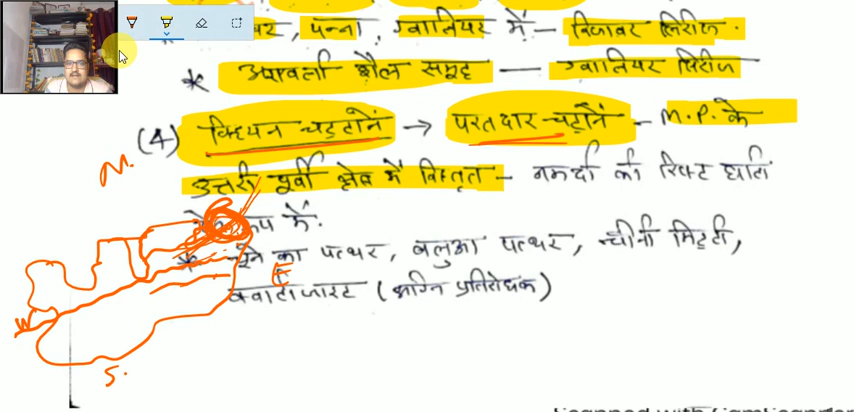 पन्ना, ग्वालियर में - बिजावर सिरीज.
* अरावली शैल समूह — ग्वालियर सिरीज
(4) विन्धयन चट्टानें → परतदार चट्टानें - M.P. के
उत्तरी पूर्वी क्षेत्र में विस्तृत - नर्मदा की रिफ्ट घाटी
के रूप में.
* चूने का पत्थर, बलुआ पत्थर, चीनी मिट्टी,
क्वार्टजाइट (अग्नि प्रतिरोधक)
W
E
S.